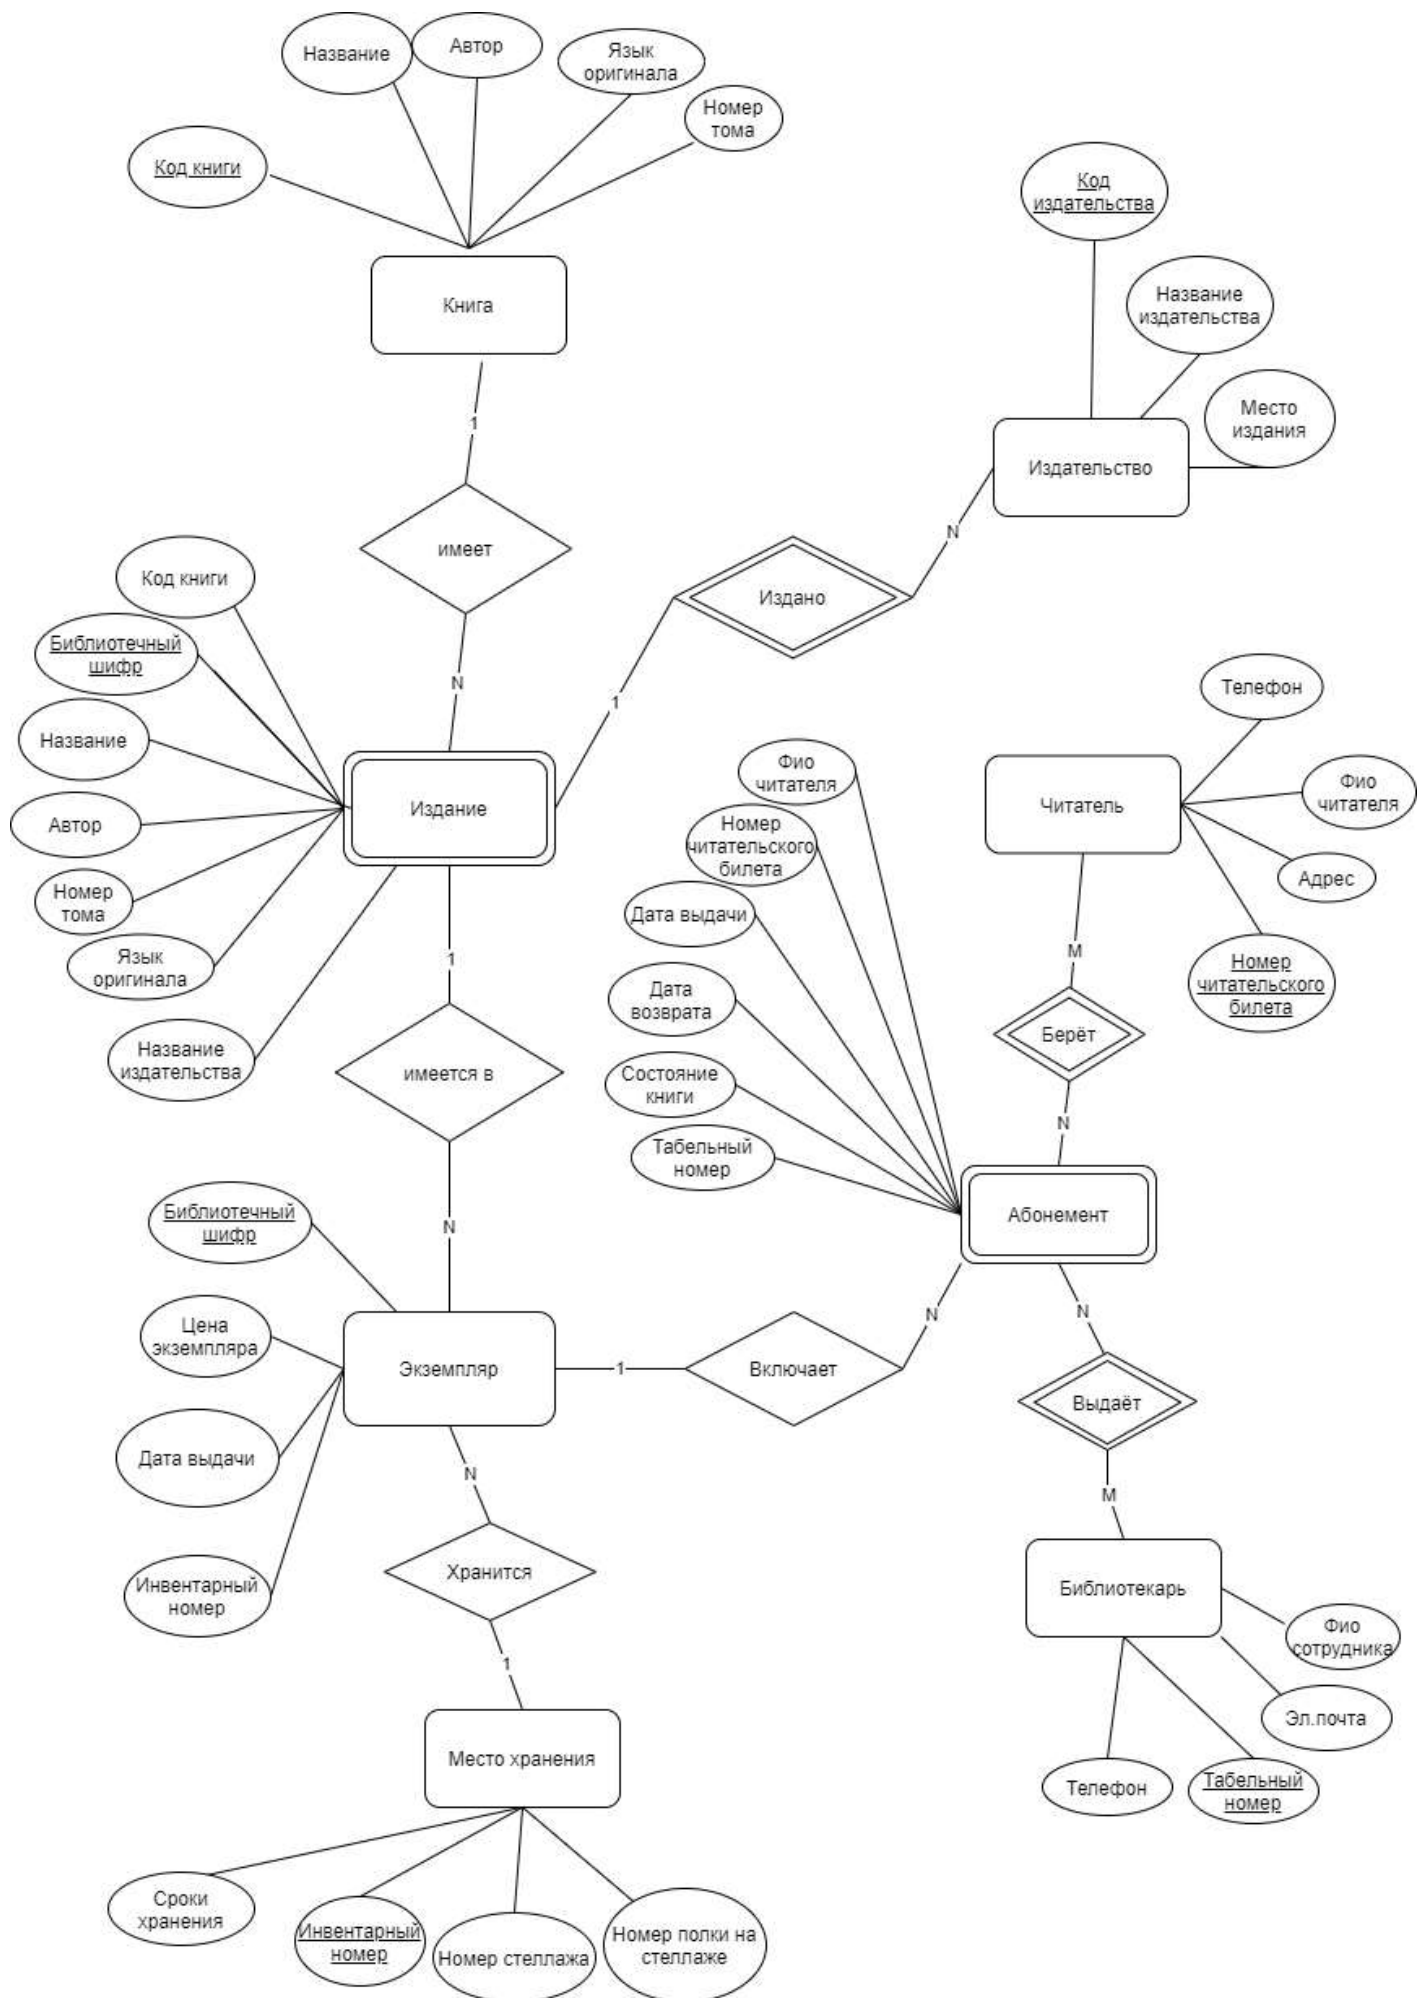 Название
Автор
Язык
оригинала
Номер
тома
Код книги
Код
издательства
Книга
Название
издательства
Место
издания
1
Издательство
N
имеет
Издано
Код книги
Библиотечный
шифр
N
1
Телефон
Название
Фио
читателя
Издание
Читатель
Фио
читателя
Автор
Номер
читательского
билета
Адрес
Номер
тома
Дата выдачи
1
М
Язык
оригинала
Номер
читательского
билета
Дата
возврата
Берёт
Название
издательства
имеется в
Состояние
книги
N
Табельный
номер
Библиотечный
шифр
N
Абонемент
Цена
экземпляра
N
N
Экземпляр
1
Включает
Выдаёт
Дата выдачи
N
М
Хранится
Инвентарный
номер
Библиотекарь
Фио
сотрудника
1
Эл.почта
Место хранения
Телефон
Табельный
номер
Сроки
хранения
Инвентарный
номер
Номер стеллажа
Номер полки на
стеллаже